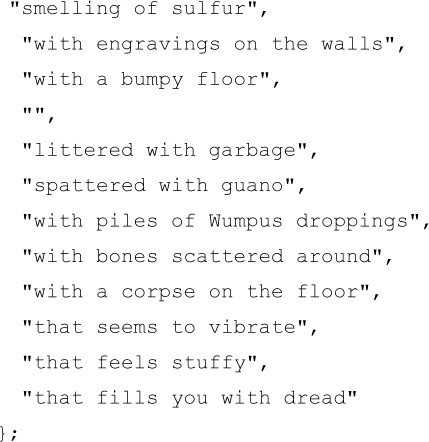 "smelling of sulfur",
"with engravings on the walls",
"with a bumpy floor",
"",
"littered with garbage",
"spattered with guano",
"with piles of Wumpus droppings",
"with bones scattered around",
"with a corpse on the floor",
"that seems to vibrate",
"that feels stuffy",
"that fills you with dread"
};